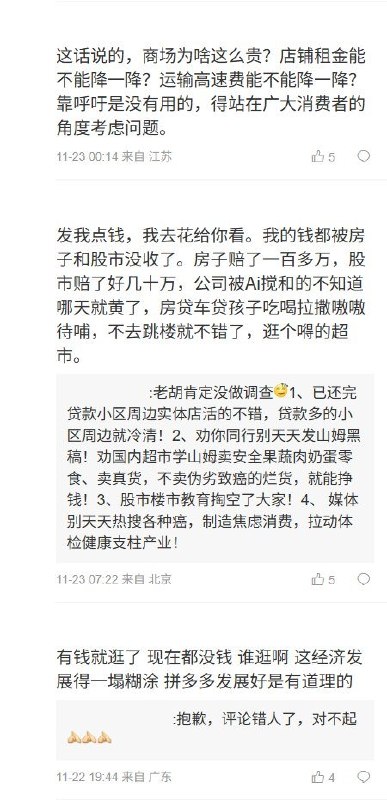 这话说的，商场为啥这么贵？店铺租金能
不能降一降？运输高速费能不能降一降？
靠呼吁是没有用的，得站在广大消费者的
角度考虑问题。
11-23 00:14 来自 江苏 5
发我点钱，我去花给你看。我的钱都被房
子和股市没收了。房子赔了一百多万，股
市赔了好几十万，公司被Ai搅和的不知道
哪天就黄了，房贷车贷孩子吃喝拉撒嗷嗷
待哺，不去跳楼就不错了，逛个嘚的超
市。
:老胡肯定没做调查1、已还完
贷款小区周边实体店活的不错，贷款多的小
区周边就冷清！2、劝你同行别天天发山姆黑
稿！劝国内超市学山姆卖安全果蔬肉奶蛋零
食、卖真货，不卖伪劣致癌的烂货，就能挣
钱！3、股市楼市教育掏空了大家！4、 媒体
别天天热搜各种癌，制造焦虑消费，拉动体
检健康支柱产业！
11-23 07:22 来自 北京 5
有钱就逛了 现在都没钱 谁逛啊 这经济发
展得一塌糊涂 拼多多发展好是有道理的
:抱歉，评论错人了，对不起
11-22 19:44 来自 广东 4